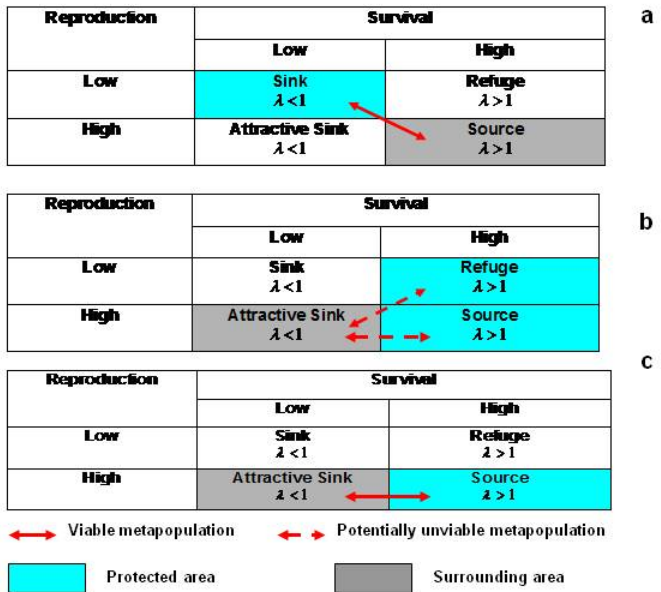 a
Reproduction Survival
Low High
Low Sink Refuge
λ<1 λ>1
High Attractive Sink Source
λ<1 λ>1
b
Reproduction Survival
Low High
Low Sink Refuge
λ<1 λ>1
High Attractive Sink Source
λ<1 λ>1
c
Reproduction Survival
Low High
Low Sink Refuge
λ<1 λ>1
High Attractive Sink Source
λ<1 λ>1
Viable metapopulation Potentially unviable metapopulation
Protected area Surrounding area